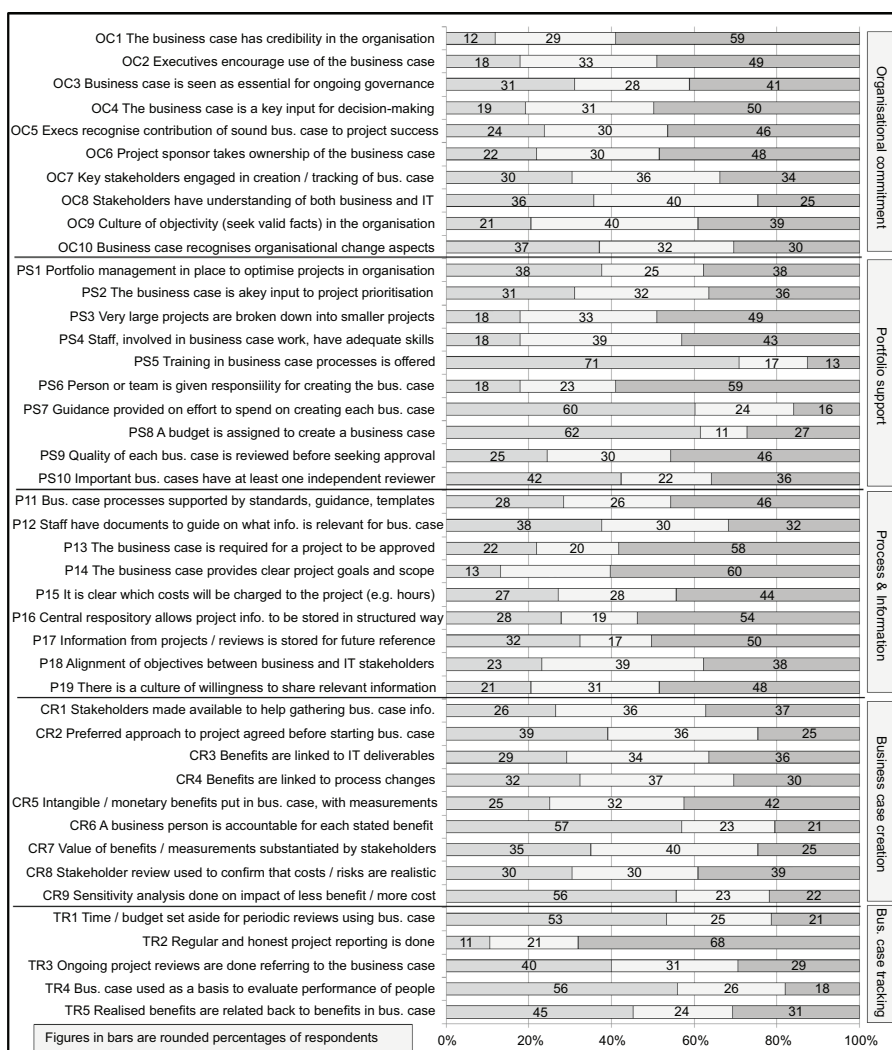 OC1 The business case has credibility in the organisation 12 29 59
OC2 Executives encourage use of the business case 18 33 49
OC3 Business case is seen as essential for ongoing governance 31 28 41
OC4 The business case is a key input for decision-making 19 31 50
OC5 Execs recognise contribution of sound bus. case to project success 24 30 46
OC6 Project sponsor takes ownership of the business case 22 30 48
OC7 Key stakeholders engaged in creation / tracking of bus. case 30 36 34
OC8 Stakeholders have understanding of both business and IT 36 40 25
OC9 Culture of objectivity (seek valid facts) in the organisation 21 40 39
OC10 Business case recognises organisational change aspects 37 32 30
Organisational commitment
PS1 Portfolio management in place to optimise projects in organisation 38 25 38
PS2 The business case is akey input to project prioritisation 31 32 36
PS3 Very large projects are broken down into smaller projects 18 33 49
PS4 Staff, involved in business case work, have adequate skills 18 39 43
PS5 Training in business case processes is offered 71 17 13
PS6 Person or team is given responsiility for creating the bus. case 18 23 59
PS7 Guidance provided on effort to spend on creating each bus. case 60 24 16
PS8 A budget is assigned to create a business case 62 11 27
PS9 Quality of each bus. case is reviewed before seeking approval 25 30 46
PS10 Important bus. cases have at least one independent reviewer 42 22 36
Portfolio support
P11 Bus. case processes supported by standards, guidance, templates 28 26 46
P12 Staff have documents to guide on what info. is relevant for bus. case 38 30 32
P13 The business case is required for a project to be approved 22 20 58
P14 The business case provides clear project goals and scope 13 60
P15 It is clear which costs will be charged to the project (e.g. hours) 27 28 44
P16 Central respository allows project info. to be stored in structured way 28 19 54
P17 Information from projects / reviews is stored for future reference 32 17 50
P18 Alignment of objectives between business and IT stakeholders 23 39 38
P19 There is a culture of willingness to share relevant information 21 31 48
Process & Information
CR1 Stakeholders made available to help gathering bus. case info. 26 36 37
CR2 Preferred approach to project agreed before starting bus. case 39 36 25
CR3 Benefits are linked to IT deliverables 29 34 36
CR4 Benefits are linked to process changes 32 37 30
CR5 Intangible / monetary benefits put in bus. case, with measurements 25 32 42
CR6 A business person is accountable for each stated benefit 57 23 21
CR7 Value of benefits / measurements substantiated by stakeholders 35 40 25
CR8 Stakeholder review used to confirm that costs / risks are realistic 30 30 39
CR9 Sensitivity analysis done on impact of less benefit / more cost 56 23 22
Business case creation
TR1 Time / budget set aside for periodic reviews using bus. case 53 25 21
TR2 Regular and honest project reporting is done 11 21 68
TR3 Ongoing project reviews are done referring to the business case 40 31 29
TR4 Bus. case used as a basis to evaluate performance of people 56 26 18
TR5 Realised benefits are related back to benefits in bus. case 45 24 31
Bus. case tracking
Figures in bars are rounded percentages of respondents
0% 20% 40% 60% 80% 100%